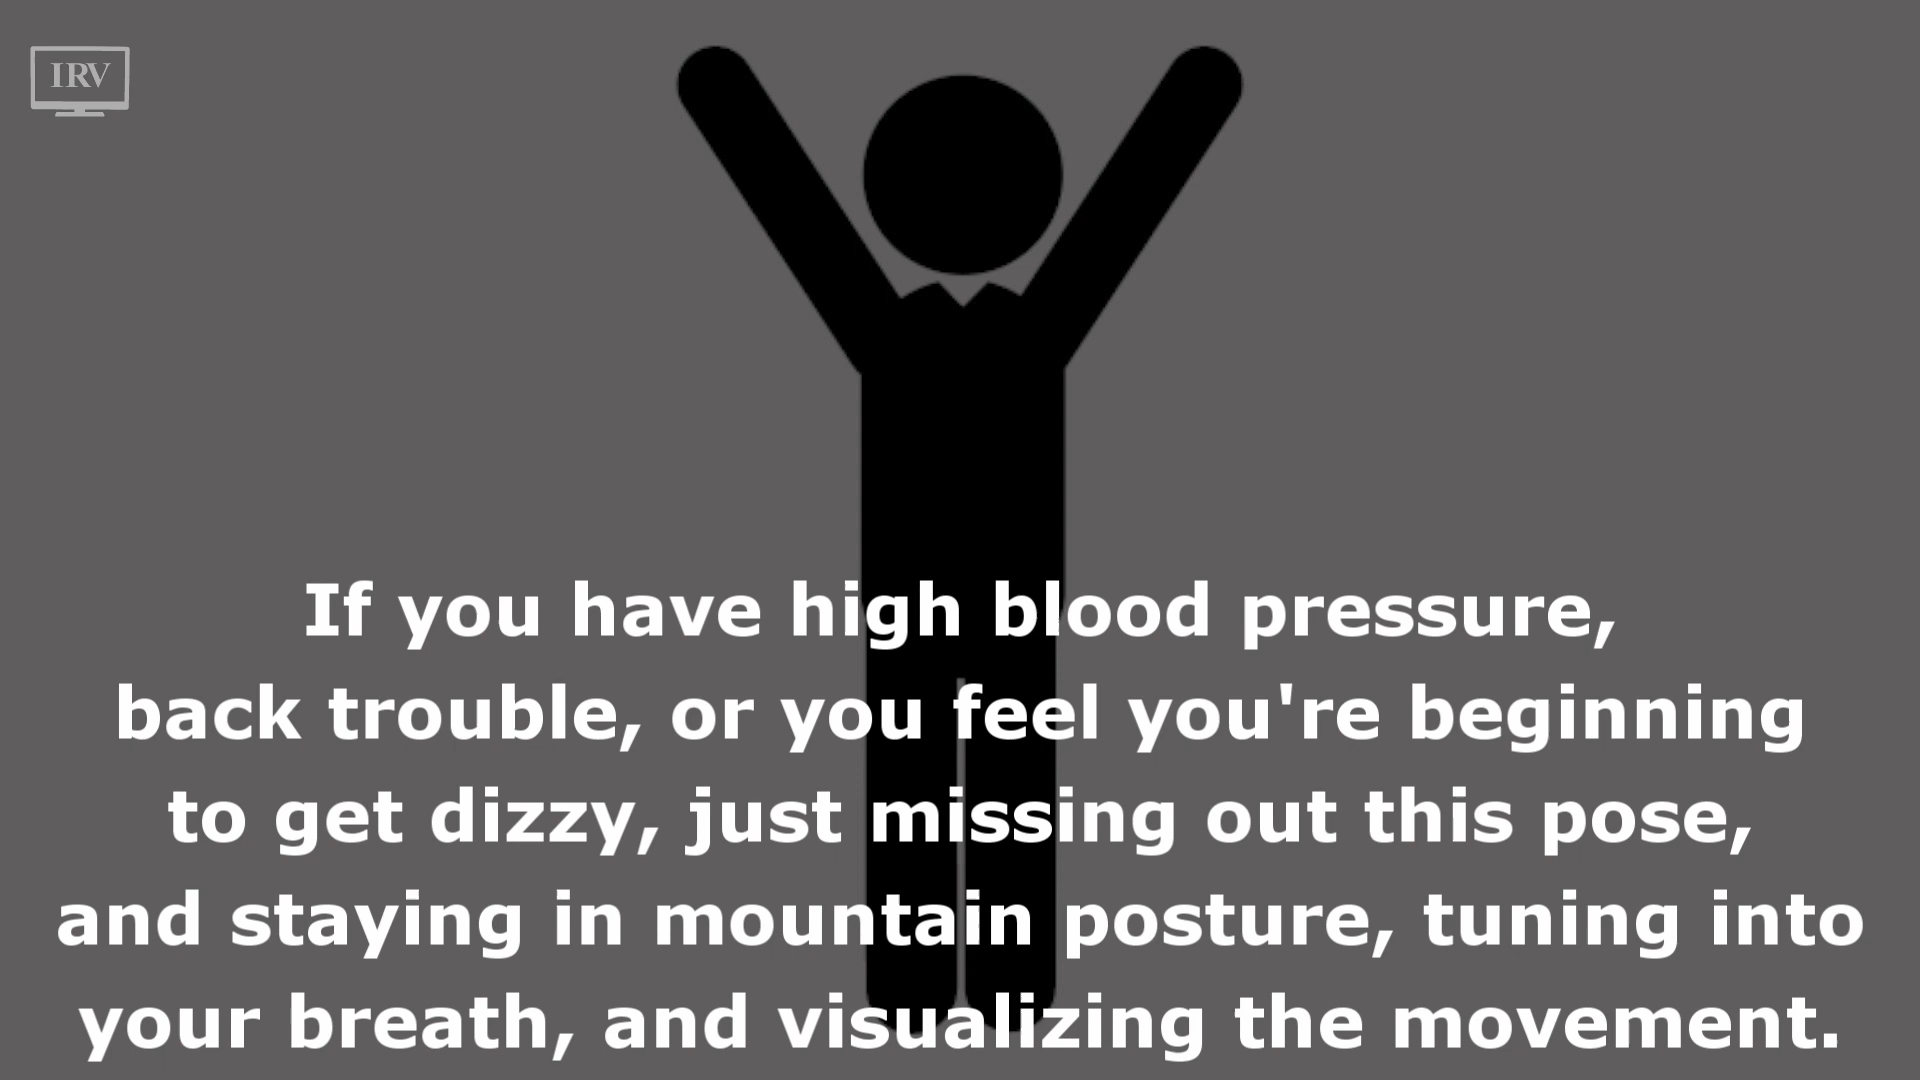 IRV
If you have high blood pressure,
back trouble, or you feel you're beginning
to get dizzy, just missing out this pose,
and staying in mountain posture, tuning into
your breath, and visualizing the movement.